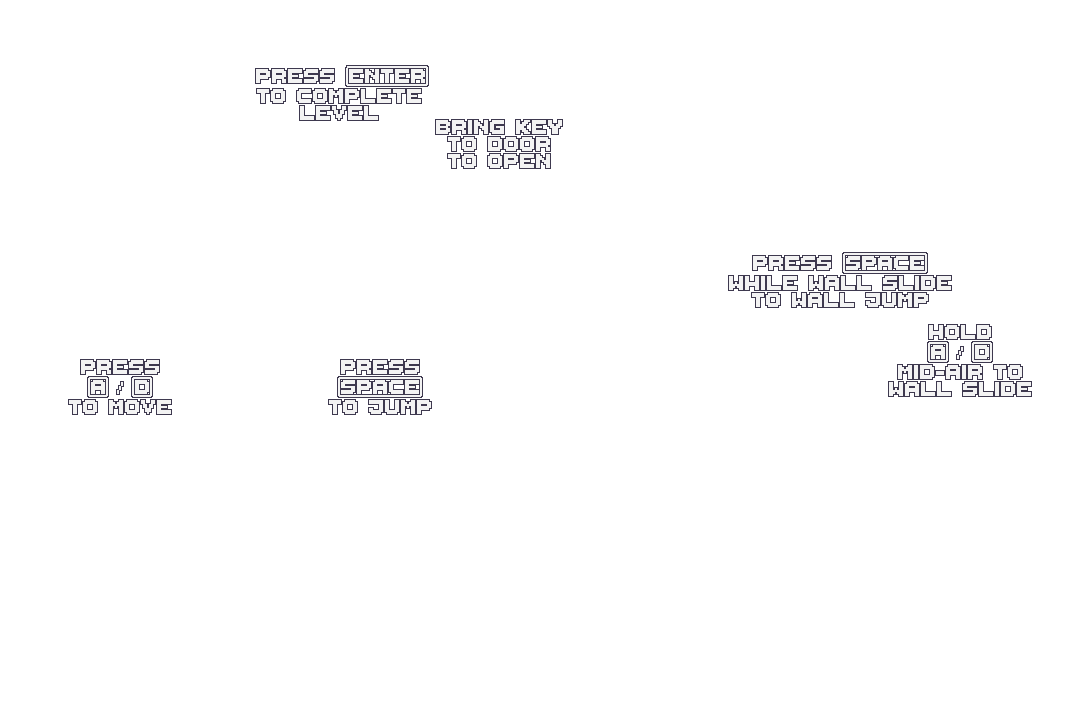 PRESS ENTER
TO COMPLETE
LEVEL
BRING KEY
TO DOOR
TO OPEN
PRESS SPACE
WHILE WALL SLIDE
TO WALL JUMP
HOLD
A / D
MID-AIR TO
WALL SLIDE
PRESS
A / D
TO MOVE
PRESS
SPACE
TO JUMP